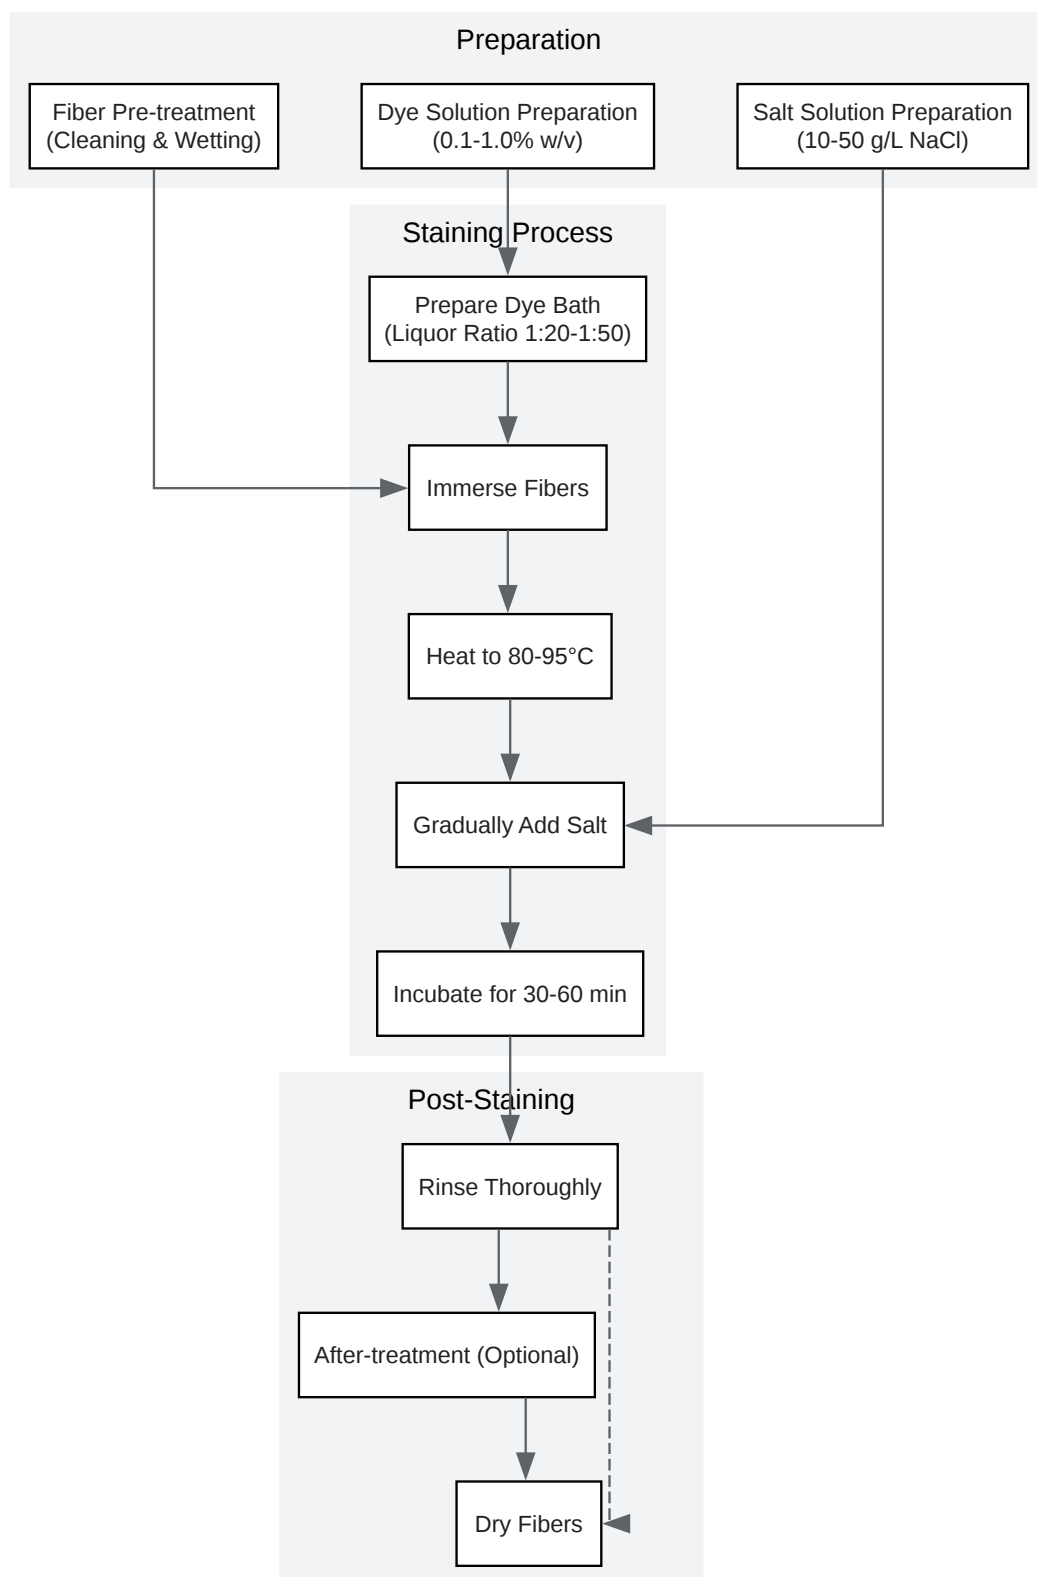 Preparation
Fiber Pre-treatment
(Cleaning & Wetting)
Dye Solution Preparation
(0.1-1.0% w/v)
Salt Solution Preparation
(10-50 g/L NaCl)
Staining Process
Prepare Dye Bath
(Liquor Ratio 1:20-1:50)
Immerse Fibers
Heat to 80-95°C
Gradually Add Salt
Incubate for 30-60 min
Post-Staining
Rinse Thoroughly
After-treatment (Optional)
Dry Fibers